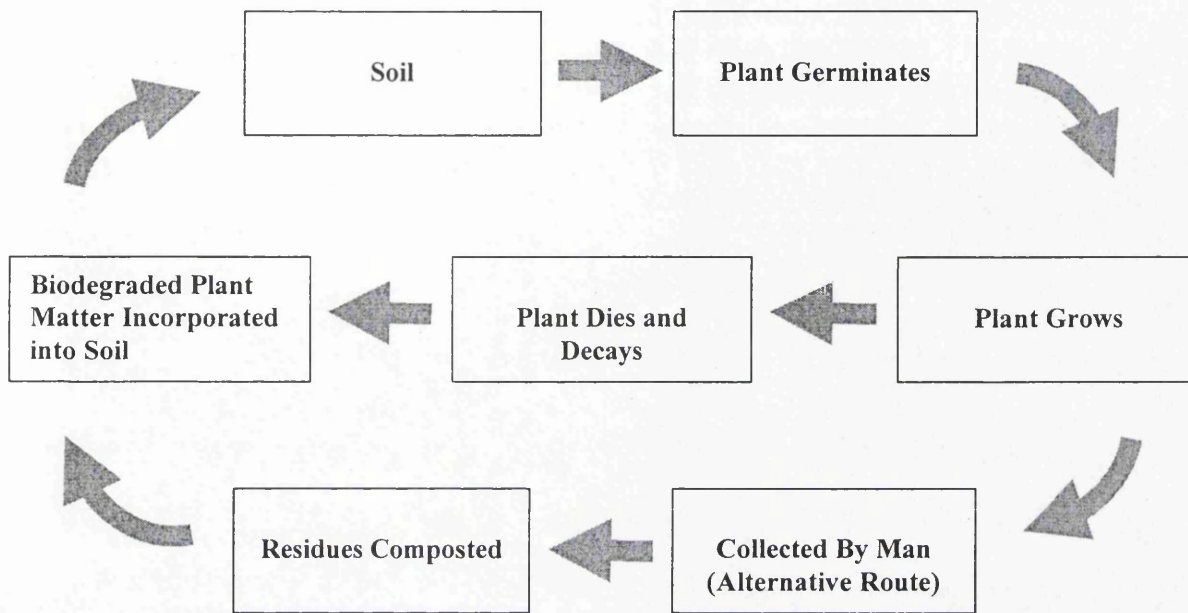 Soil
Plant Germinates
Biodegraded Plant
Matter Incorporated
into Soil
Plant Dies and
Decays
Plant Grows
Residues Composted
Collected By Man
(Alternative Route)